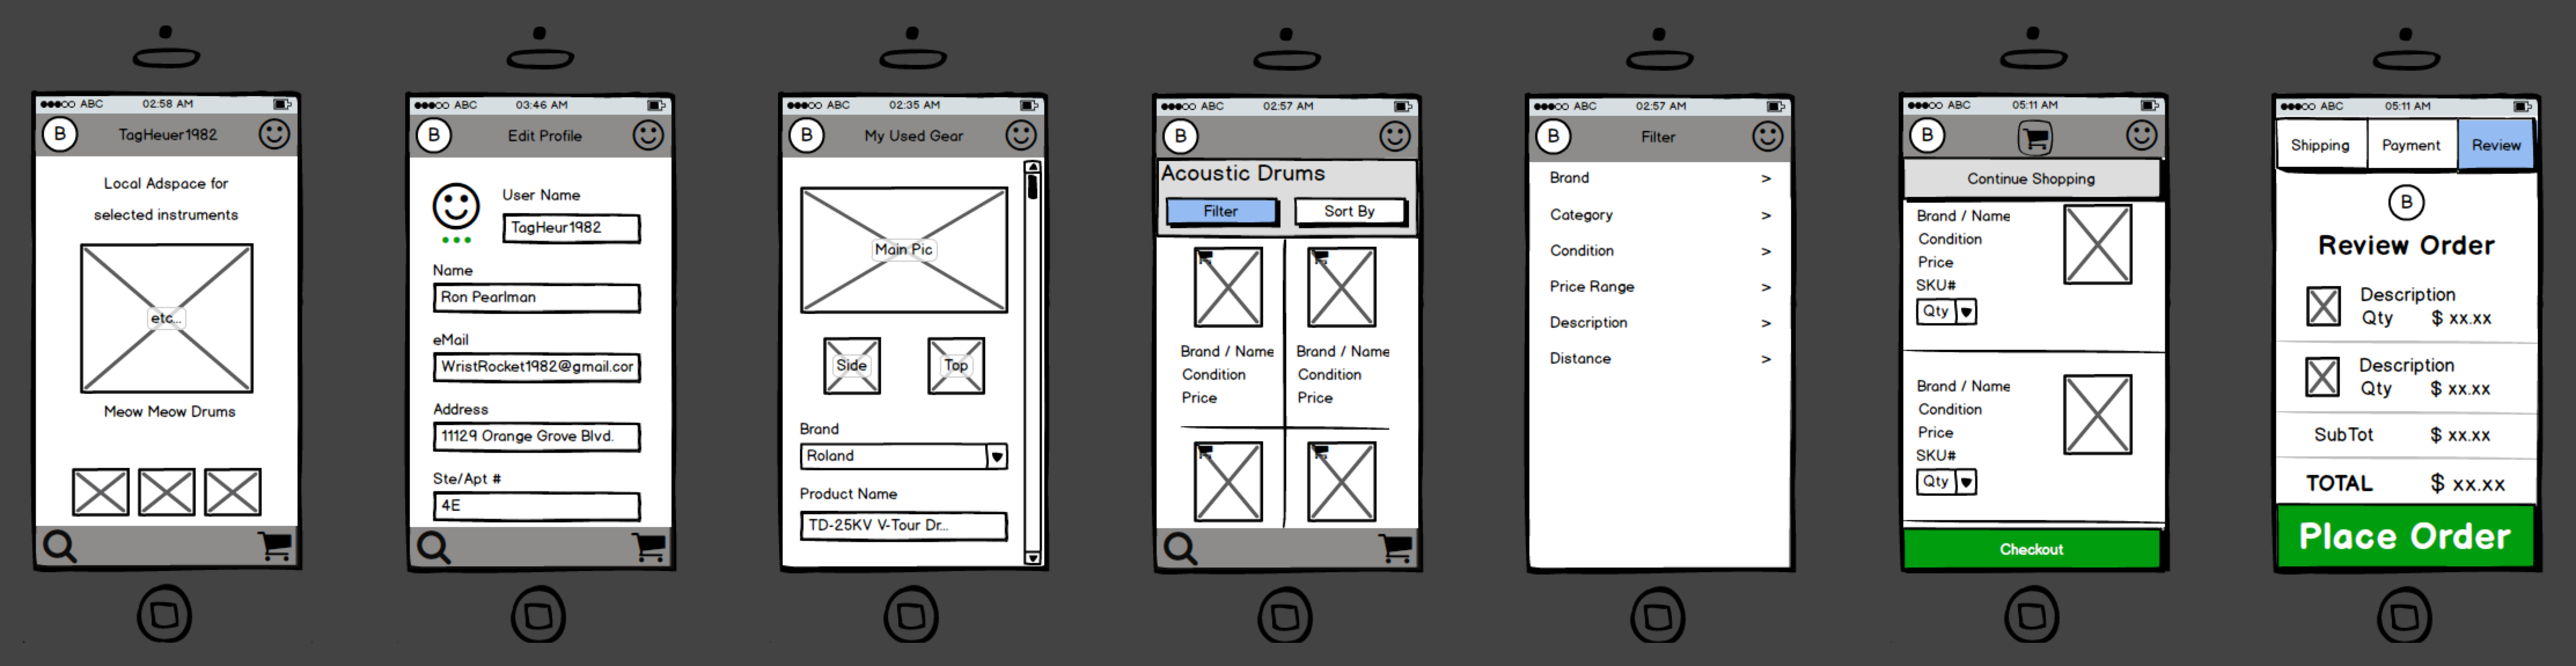 ABC 02:58 AM
B TagHeuer1982
Local Adspace for
selected instruments
etc...
Meow Meow Drums
ABC 03:46 AM
B Edit Profile
User Name
TagHeur1982
Name
Ron Pearlman
eMail
WristRocket1982@gmail.cor
Address
11129 Orange Grove Blvd.
Ste/Apt #
4E
ABC 02:35 AM
B My Used Gear
Main Pic
Side Top
Brand
Roland
Product Name
TD-25KV V-Tour Dr...
ABC 02:57 AM
B
Acoustic Drums
Filter Sort By
Brand / Name Brand / Name
Condition Condition
Price Price
ABC 02:57 AM
B Filter
Brand >
Category >
Condition >
Price Range >
Description >
Distance >
ABC 05:11 AM
B
Continue Shopping
Brand / Name
Condition
Price
SKU#
Qty
Brand / Name
Condition
Price
SKU#
Qty
Checkout
ABC 05:11 AM
Shipping Payment Review
B
Review Order
Description
Qty $ xx.xx
Description
Qty $ xx.xx
SubTot $ xx.xx
TOTAL $ xx.xx
Place Order